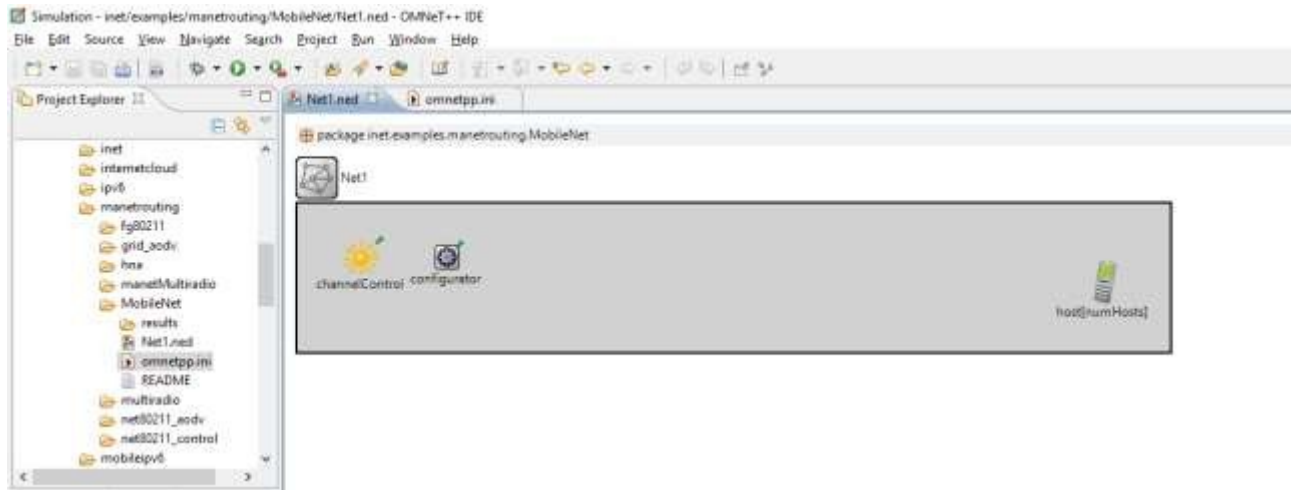 Simulation - inet/examples/manetrouting/MobileNet/Net1.ned - OMNeT++ IDE
File Edit Source View Navigate Search Project Run Window Help
Project Explorer
Net1.ned
omnetpp.ini
package inet.examples.manetrouting.MobileNet
Net1
inet
internetcloud
ipv6
manetrouting
fg80211
grid_aodv
hna
manetMultiradio
MobileNet
results
Net1.ned
omnetpp.ini
README
multiradio
net80211_aodv
net80211_control
mobileipv6
channelControl
configurator
host[numHosts]